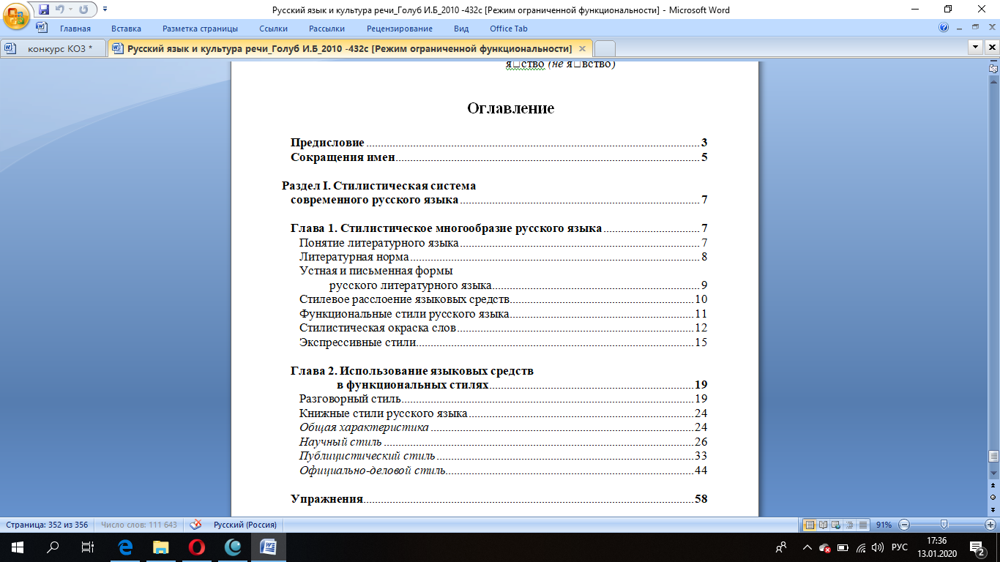 Русский язык и культура речи_Голуб И.Б_2010 -432с [Режим ограниченной функциональности] - Microsoft Word
Главная Вставка Разметка страницы Ссылки Рассылки Рецензирование Вид Office Tab
конкурс КОЗ * Русский язык и культура речи_Голуб И.Б_2010 -432с [Режим ограниченной функциональности]
я□ство (не я□вство)
Оглавление
Предисловие 3
Сокращения имен 5
Раздел I. Стилистическая система
современного русского языка 7
Глава 1. Стилистическое многообразие русского языка 7
Понятие литературного языка 7
Литературная норма 8
Устная и письменная формы
русского литературного языка 9
Стилевое расслоение языковых средств 10
Функциональные стили русского языка 11
Стилистическая окраска слов 12
Экспрессивные стили 15
Глава 2. Использование языковых средств
в функциональных стилях 19
Разговорный стиль 19
Книжные стили русского языка 24
Общая характеристика 24
Научный стиль 26
Публицистический стиль 33
Официально-деловой стиль 44
Упражнения 58
Страница: 352 из 356 Число слов: 111 643 Русский (Россия) 91%
РУС 17:36
13.01.2020 2